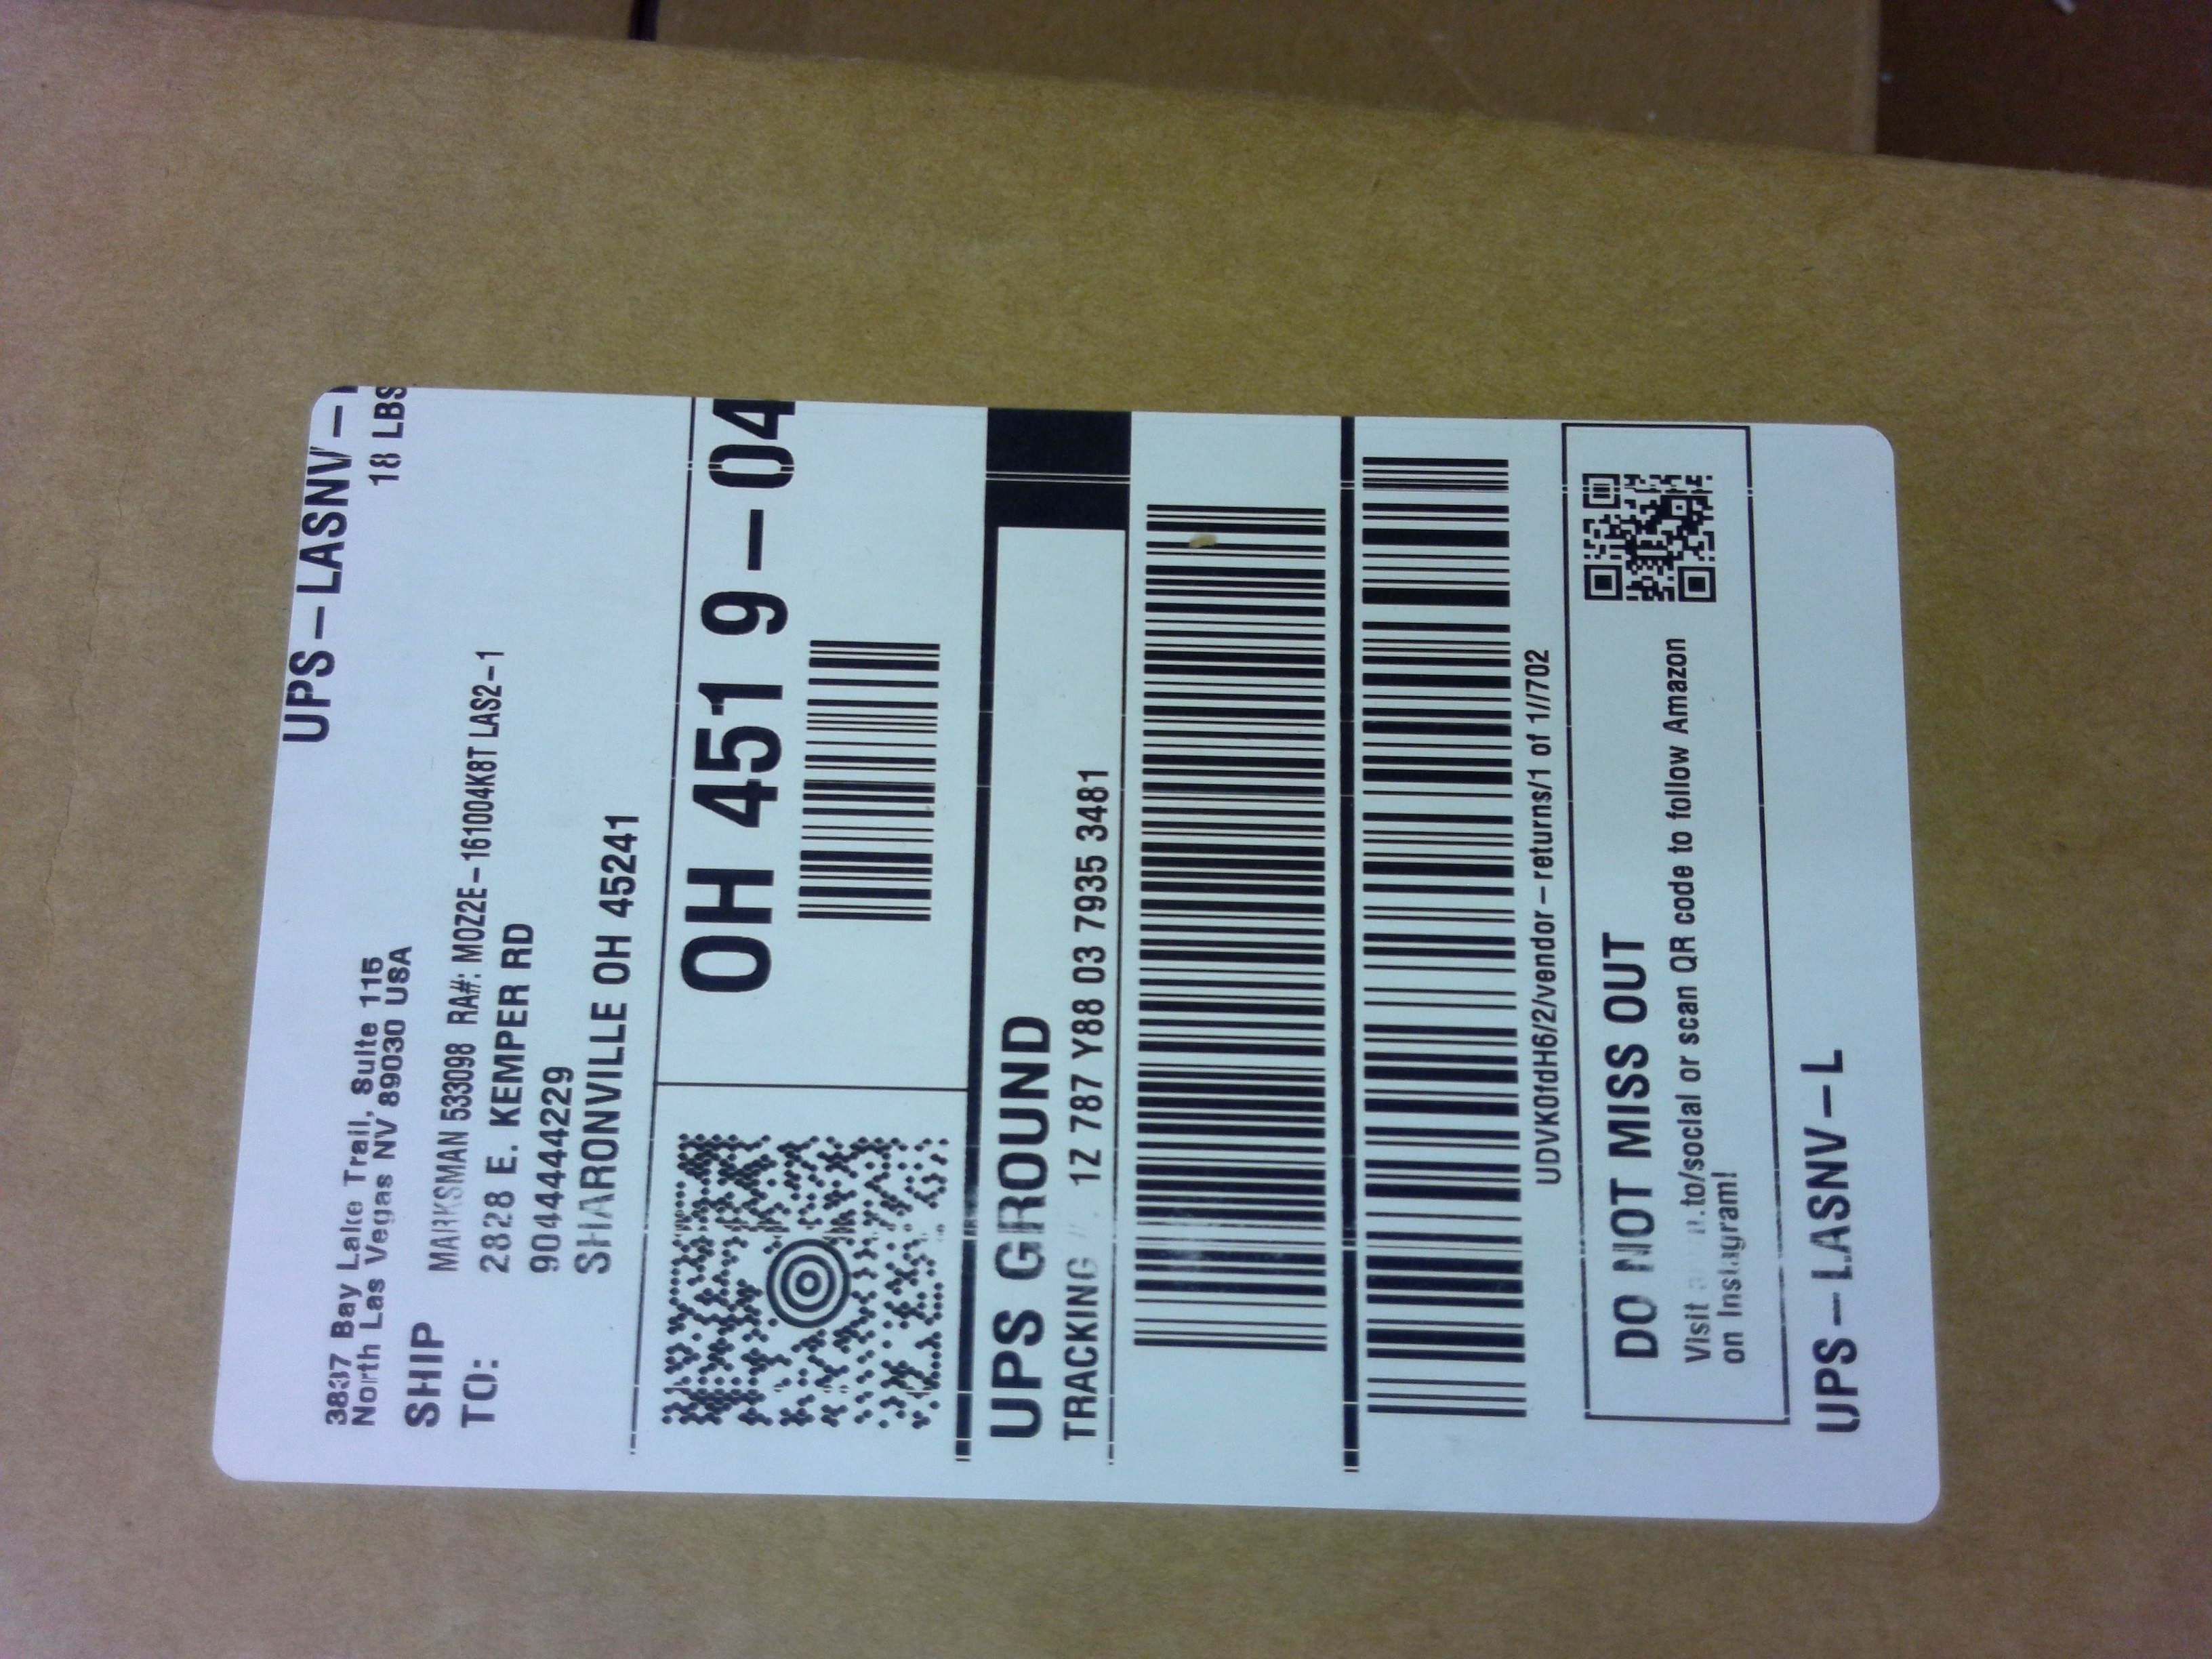 UPS-LASNV-
18 LBS
3837 Bay Lake Trail, Suite 115
North Las Vegas NV 89030 USA
SHIP
TO:
MARKSMAN 533098 RA#: MOZ2E-161004K8T LAS2-1
2828 E. KEMPER RD
9044444229
SHARONVILLE OH 45241
OH 451 9-04
UPS GROUND
TRACKING 1Z 787 Y88 03 7935 3481
UDVK0fdH6/2/vendor-returns/1 of 1//702
DO NOT MISS OUT
Visit .to/social or scan QR code to follow Amazon
on Instagram!
UPS-LASNV-L